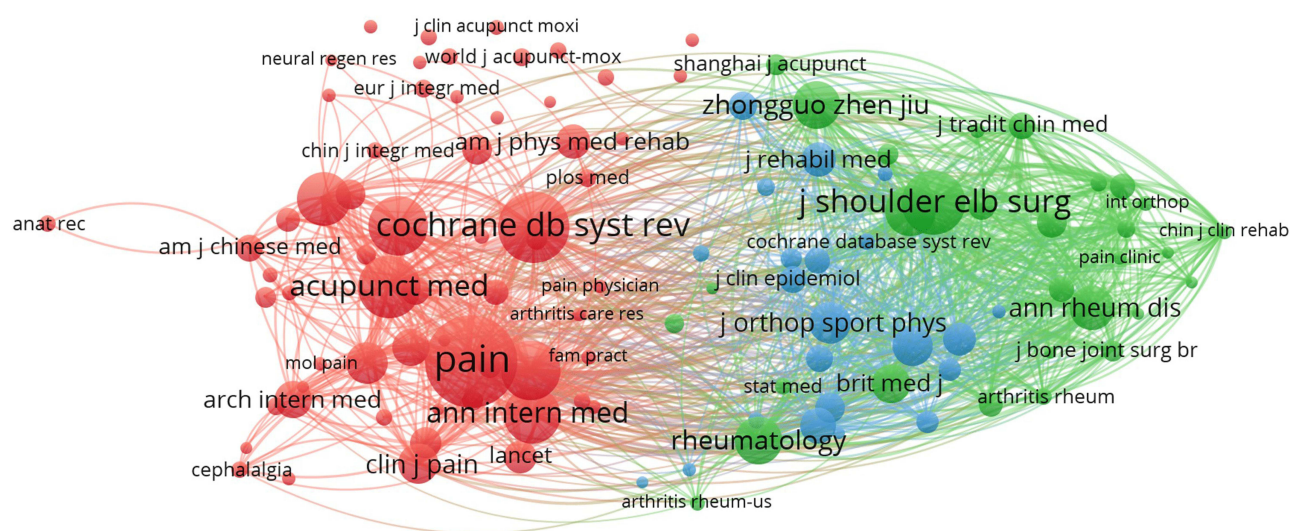 j clin acupunct moxi
neural regen res
world j acupunct-mox
shanghai j acupunct
eur j integr med
zhongguo zhen jiu
j tradit chin med
chin j integr med
am j phys med rehab
j rehabil med
plos med
j shoulder elb surg
int orthop
anat rec
cochrane db syst rev
chin j clin rehab
am j chinese med
cochrane database syst rev
pain clinic
acupunct med
pain physician
j clin epidemiol
arthritis care res
ann rheum dis
j orthop sport phys
mol pain
pain
fam pract
j bone joint surg br
stat med
brit med j
arch intern med
arthritis rheum
ann intern med
rheumatology
cephalalgia
clin j pain
lancet
arthritis rheum-us